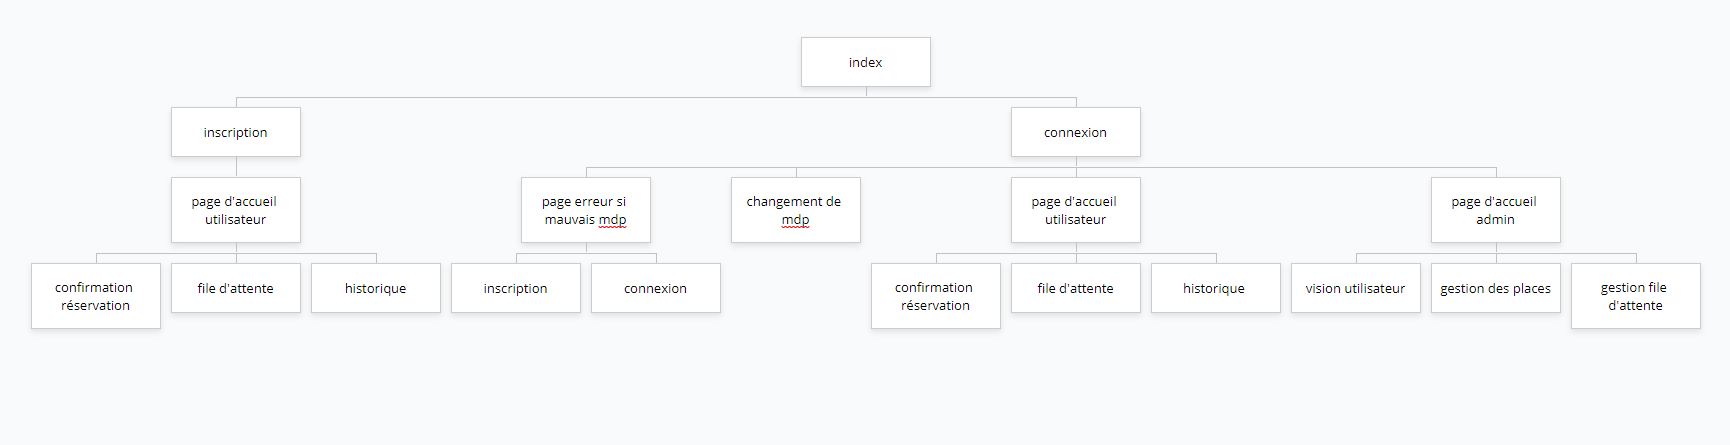 index
inscription
connexion
page d'accueil
utilisateur
page erreur si
mauvais mdp
changement de
mdp
page d'accueil
utilisateur
page d'accueil
admin
confirmation
réservation
file d'attente
historique
inscription
connexion
confirmation
réservation
file d'attente
historique
vision utilisateur
gestion des places
gestion file
d'attente